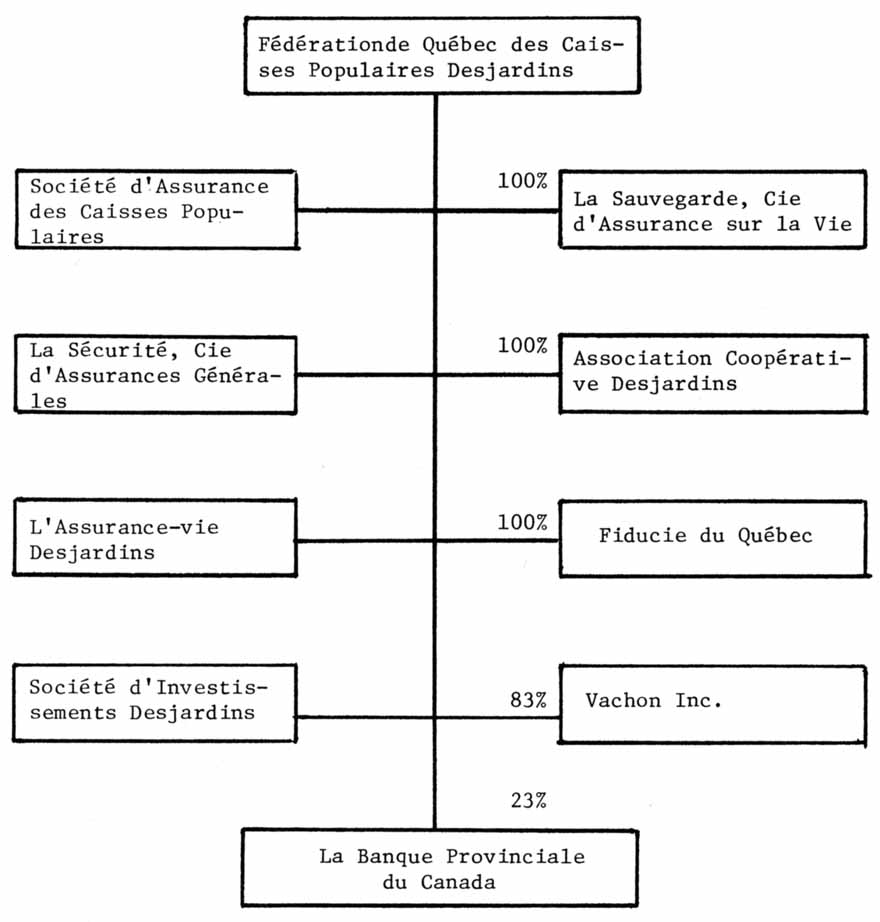 Fédérationde Québec des Cais-
ses Populaires Desjardins
Société d'Assurance
des Caisses Popu-
laires
100%
La Sauvegarde, Cie
d'Assurance sur la Vie
La Sécurité, Cie
d'Assurances Généra-
les
100%
Association Coopérati-
ve Desjardins
L'Assurance-vie
Desjardins
100%
Fiducie du Québec
Société d'Investis-
sements Desjardins
83%
Vachon Inc.
23%
La Banque Provinciale
du Canada